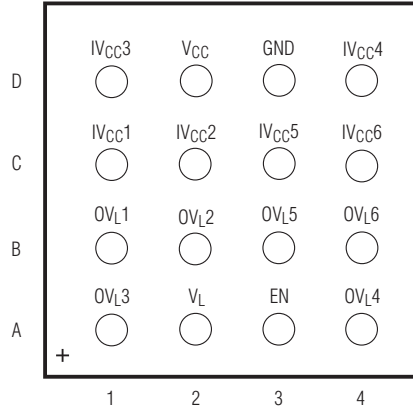 IVCC3 VCC GND IVCC4
D
IVCC1 IVCC2 IVCC5 IVCC6
C
OVL1 OVL2 OVL5 OVL6
B
OVL3 VL EN OVL4
A
+
1 2 3 4